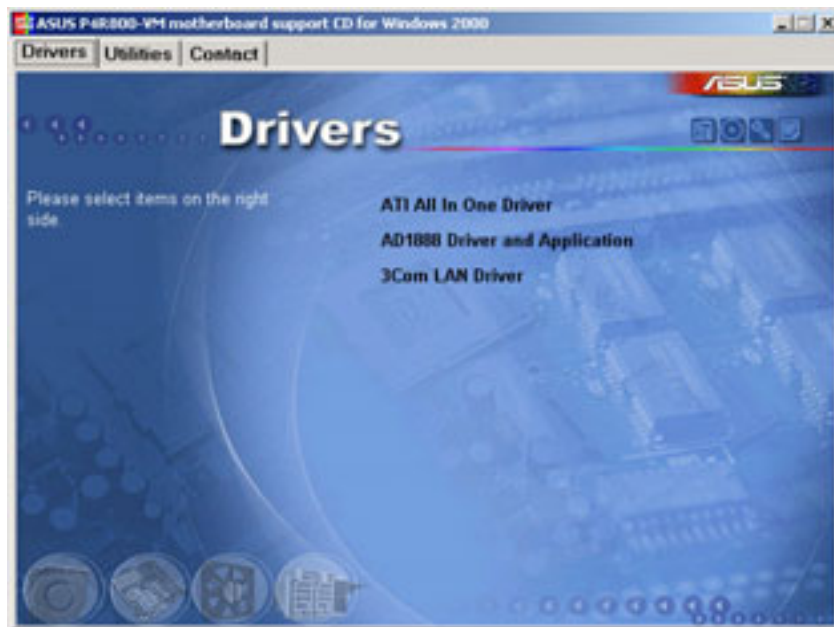 ASUS P4R800-VM motherboard support CD for Windows 2000
Drivers Utilities Contact
ASUS
Drivers
Please select items on the right
side.
ATI All In One Driver
AD1888 Driver and Application
3Com LAN Driver